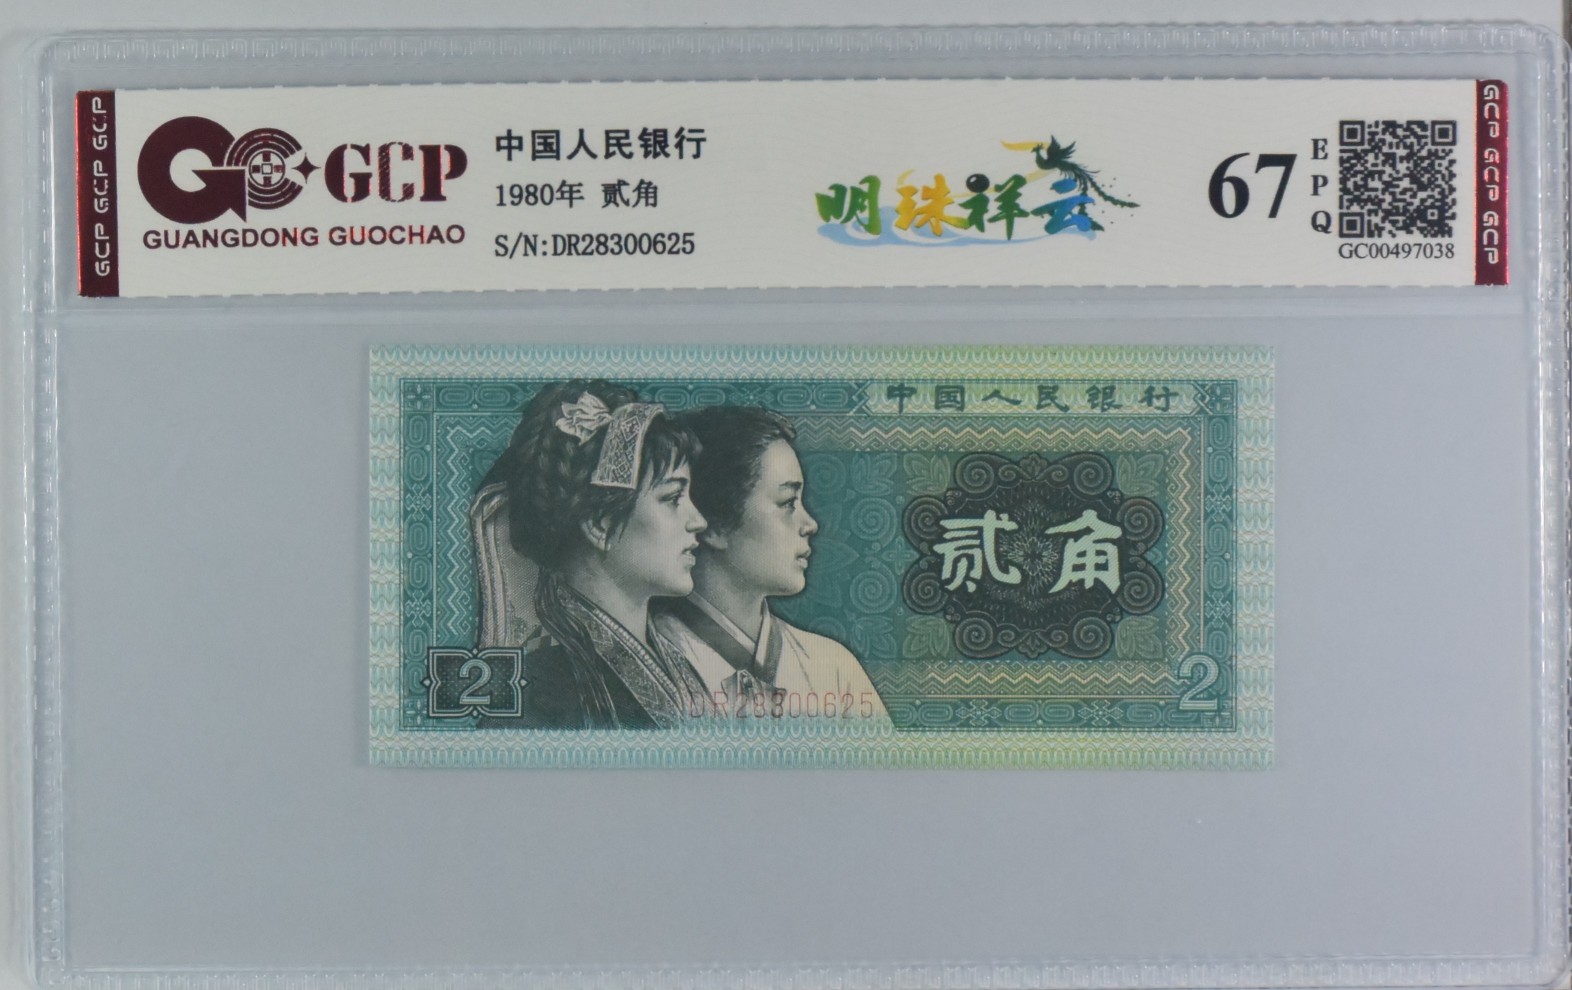 GCP GCP GCP
GCP
GUANGDONG GUOCHAO
中国人民银行
1980年 贰角
S/N:DR28300625
明珠祥云
67
EPQ
GC00497038
GCP GCP GCP
中国人民银行
贰角
2
2
DR28300625